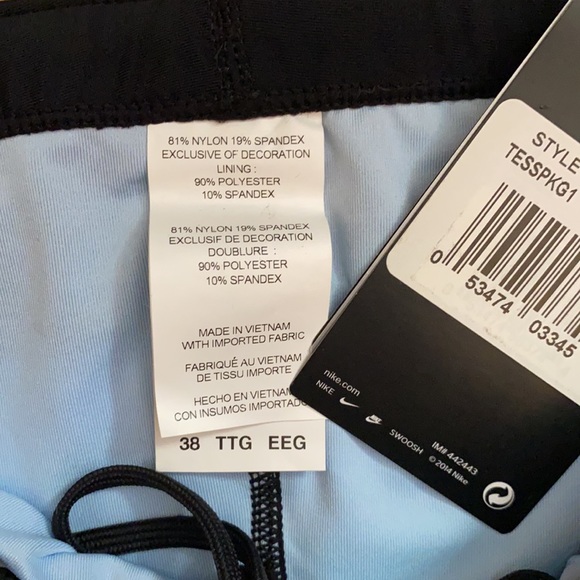 81% NYLON 19% SPANDEX
EXCLUSIVE OF DECORATION
LINING :
90% POLYESTER
10% SPANDEX
81% NYLON 19% SPANDEX
EXCLUSIF DE DECORATION
DOUBLURE :
90% POLYESTER
10% SPANDEX
MADE IN VIETNAM
WITH IMPORTED FABRIC
FABRIQUÉ AU VIETNAM
DE TISSU IMPORTE
HECHO EN VIETNAM
CON INSUMOS IMPORTADOS
38 TTG EEG
STYLE
TESSPKG1
0 53474 03345
nike.com
NIKE
SWOOSH
IM# 442443
© 2014 Nike